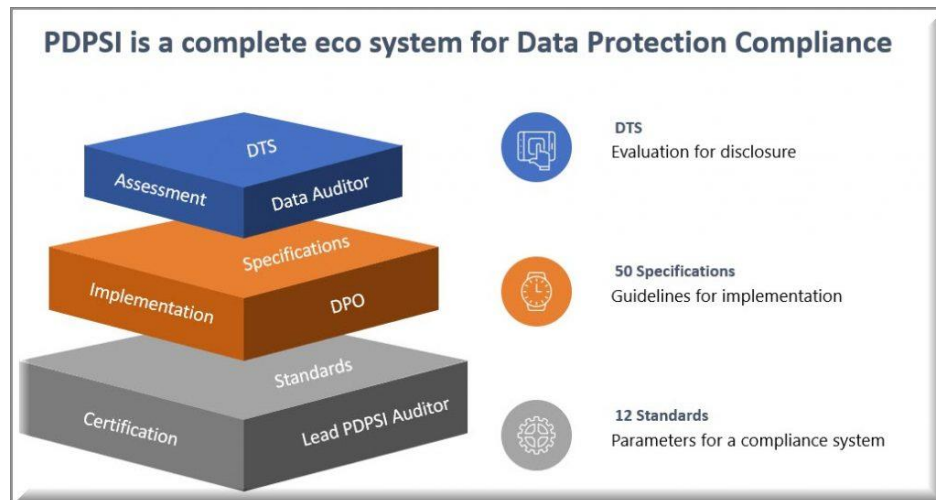 PDPSI is a complete eco system for Data Protection Compliance
DTS
Assessment
Data Auditor
Specifications
Implementation
DPO
Standards
Certification
Lead PDPSI Auditor
DTS
Evaluation for disclosure
50 Specifications
Guidelines for implementation
12 Standards
Parameters for a compliance system